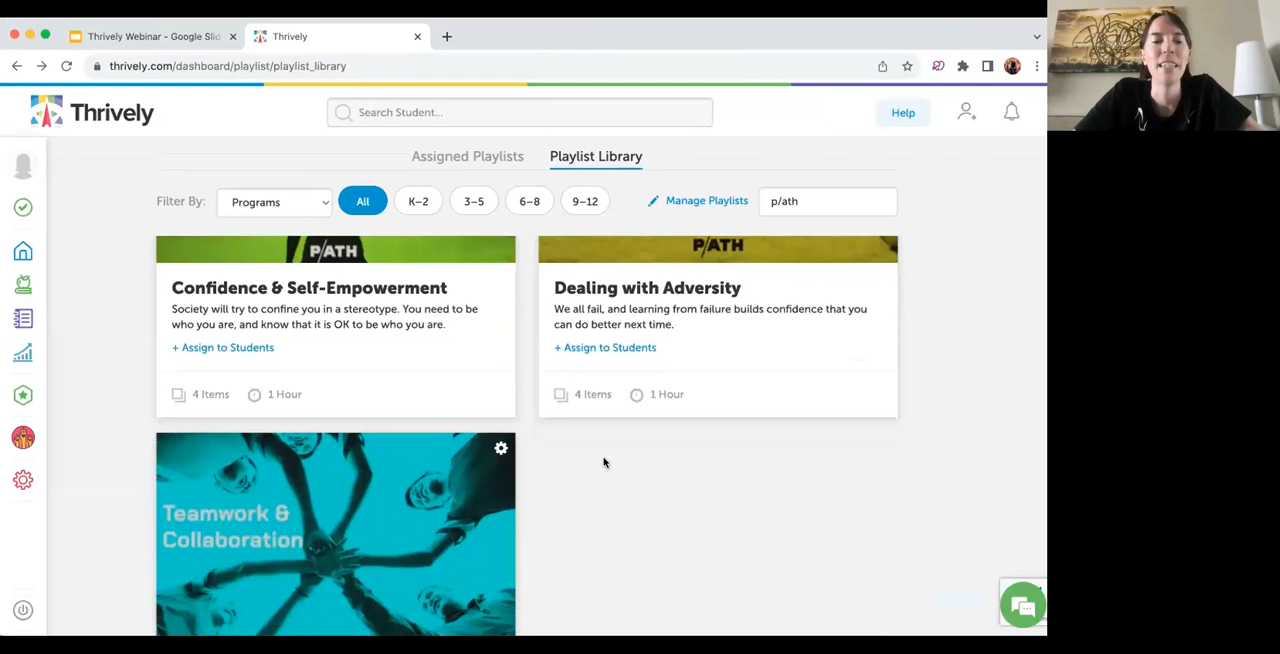 Thrively Webinar - Google Slid
Thrively
thrively.com/dashboard/playlist/playlist_library
Thrively
Search Student...
Help
Assigned Playlists
Playlist Library
Filter By:
Programs
All
K–2
3–5
6–8
9–12
Manage Playlists
p/ath
P/ATH
P/ATH
Confidence & Self-Empowerment
Society will try to confine you in a stereotype. You need to
be who you are, and know that it is OK to be who you are.
+ Assign to Students
4 Items
1 Hour
Dealing with Adversity
We all fail, and learning from failure builds confidence that you
can do better next time.
+ Assign to Students
4 Items
1 Hour
Teamwork &
Collaboration